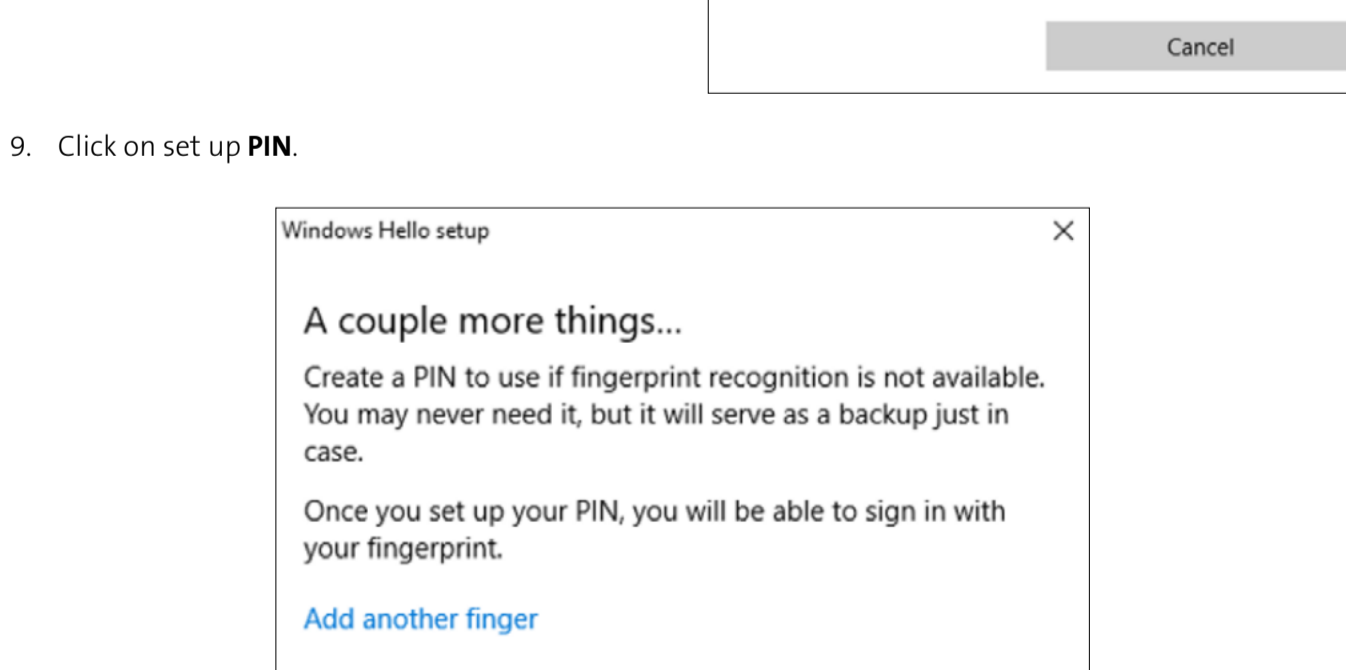 Cancel
9. Click on set up PIN.
Windows Hello setup
A couple more things...
Create a PIN to use if fingerprint recognition is not available.
You may never need it, but it will serve as a backup just in
case.
Once you set up your PIN, you will be able to sign in with
your fingerprint.
Add another finger